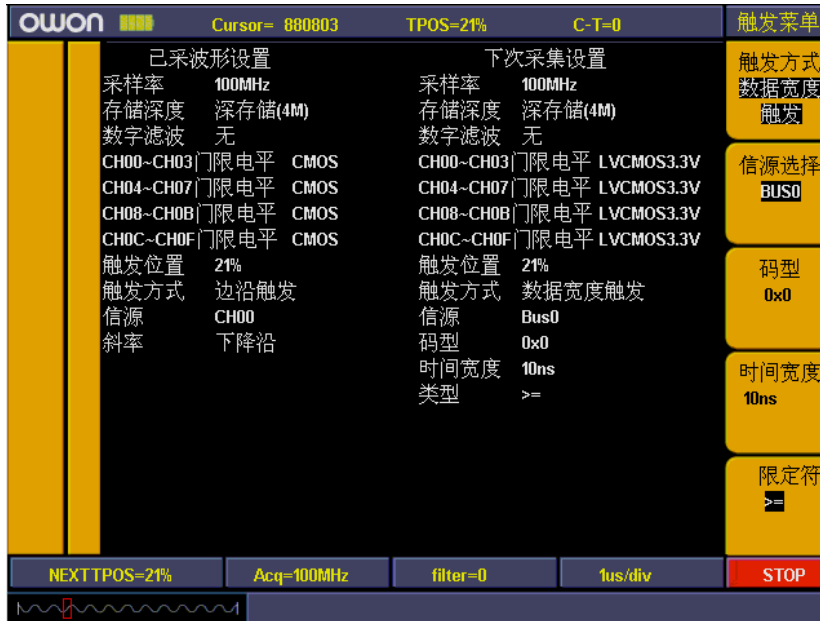 owon Cursor= 880803 TPOS=21% C-T=0 触发菜单
已采波形设置
采样率 100MHz
存储深度 深存储(4M)
数字滤波 无
CH00~CH03门限电平 CMOS
CH04~CH07门限电平 CMOS
CH08~CH0B门限电平 CMOS
CH0C~CH0F门限电平 CMOS
触发位置 21%
触发方式 边沿触发
信源 CH00
斜率 下降沿
下次采集设置
采样率 100MHz
存储深度 深存储(4M)
数字滤波 无
CH00~CH03门限电平 LVCMOS3.3V
CH04~CH07门限电平 LVCMOS3.3V
CH08~CH0B门限电平 LVCMOS3.3V
CH0C~CH0F门限电平 LVCMOS3.3V
触发位置 21%
触发方式 数据宽度触发
信源 Bus0
码型 0x0
时间宽度 10ns
类型 >=
触发方式
数据宽度
触发
信源选择
BUS0
码型
0x0
时间宽度
10ns
限定符
>=
NEXTTPOS=21% Acq=100MHz filter=0 1us/div STOP